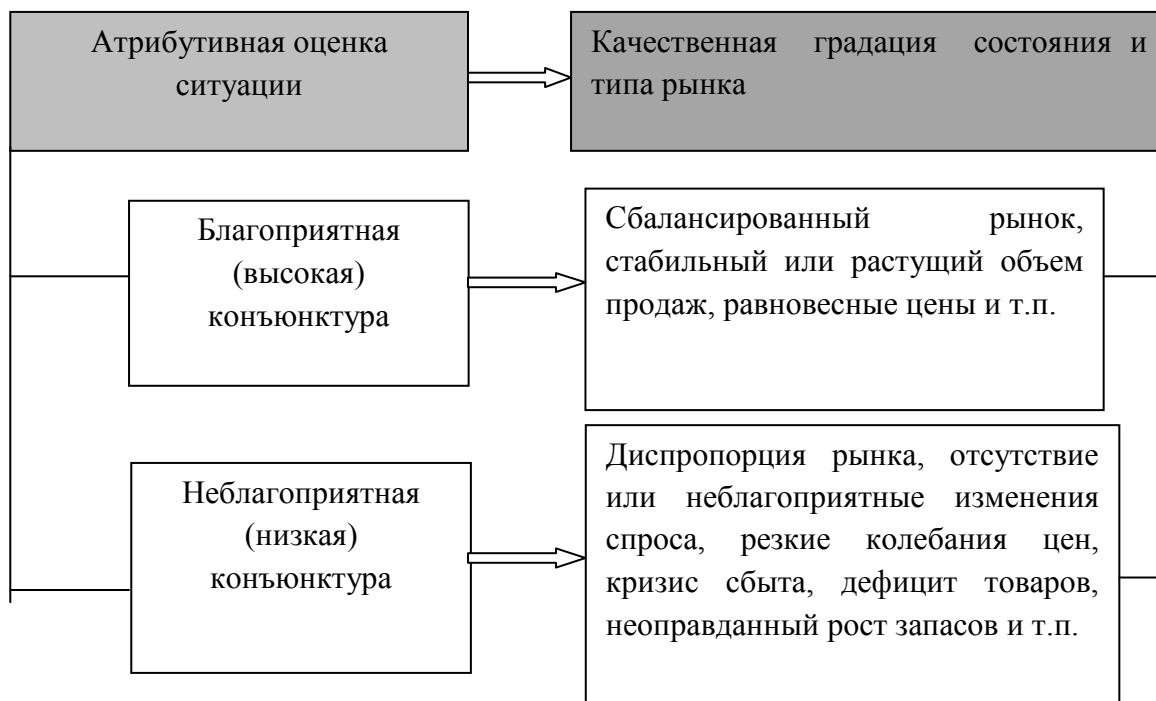 Атрибутивная оценка
ситуации
Качественная градация состояния и
типа рынка
Благоприятная
(высокая)
конъюнктура
Сбалансированный рынок,
стабильный или растущий объем
продаж, равновесные цены и т.п.
Неблагоприятная
(низкая)
конъюнктура
Диспропорция рынка, отсутствие
или неблагоприятные изменения
спроса, резкие колебания цен,
кризис сбыта, дефицит товаров,
неоправданный рост запасов и т.п.